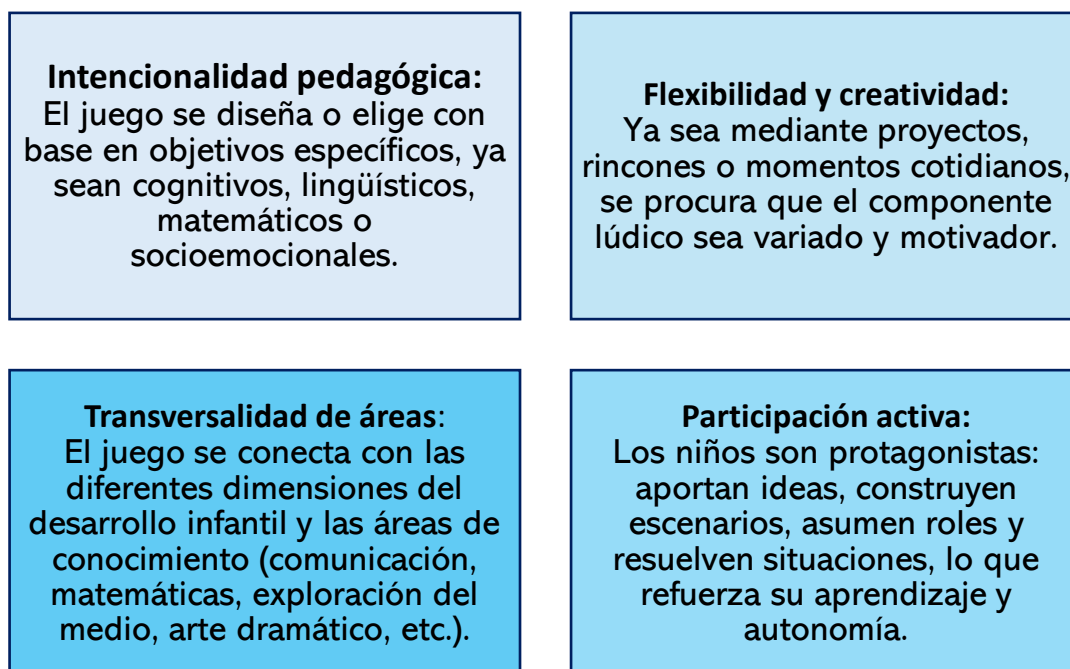 Intencionalidad pedagógica:
El juego se diseña o elige con
base en objetivos específicos, ya
sean cognitivos, lingüísticos,
matemáticos o
socioemocionales.
Flexibilidad y creatividad:
Ya sea mediante proyectos,
rincones o momentos cotidianos,
se procura que el componente
lúdico sea variado y motivador.
Transversalidad de áreas:
El juego se conecta con las
diferentes dimensiones del
desarrollo infantil y las áreas de
conocimiento (comunicación,
matemáticas, exploración del
medio, arte dramático, etc.).
Participación activa:
Los niños son protagonistas:
aportan ideas, construyen
escenarios, asumen roles y
resuelven situaciones, lo que
refuerza su aprendizaje y
autonomía.